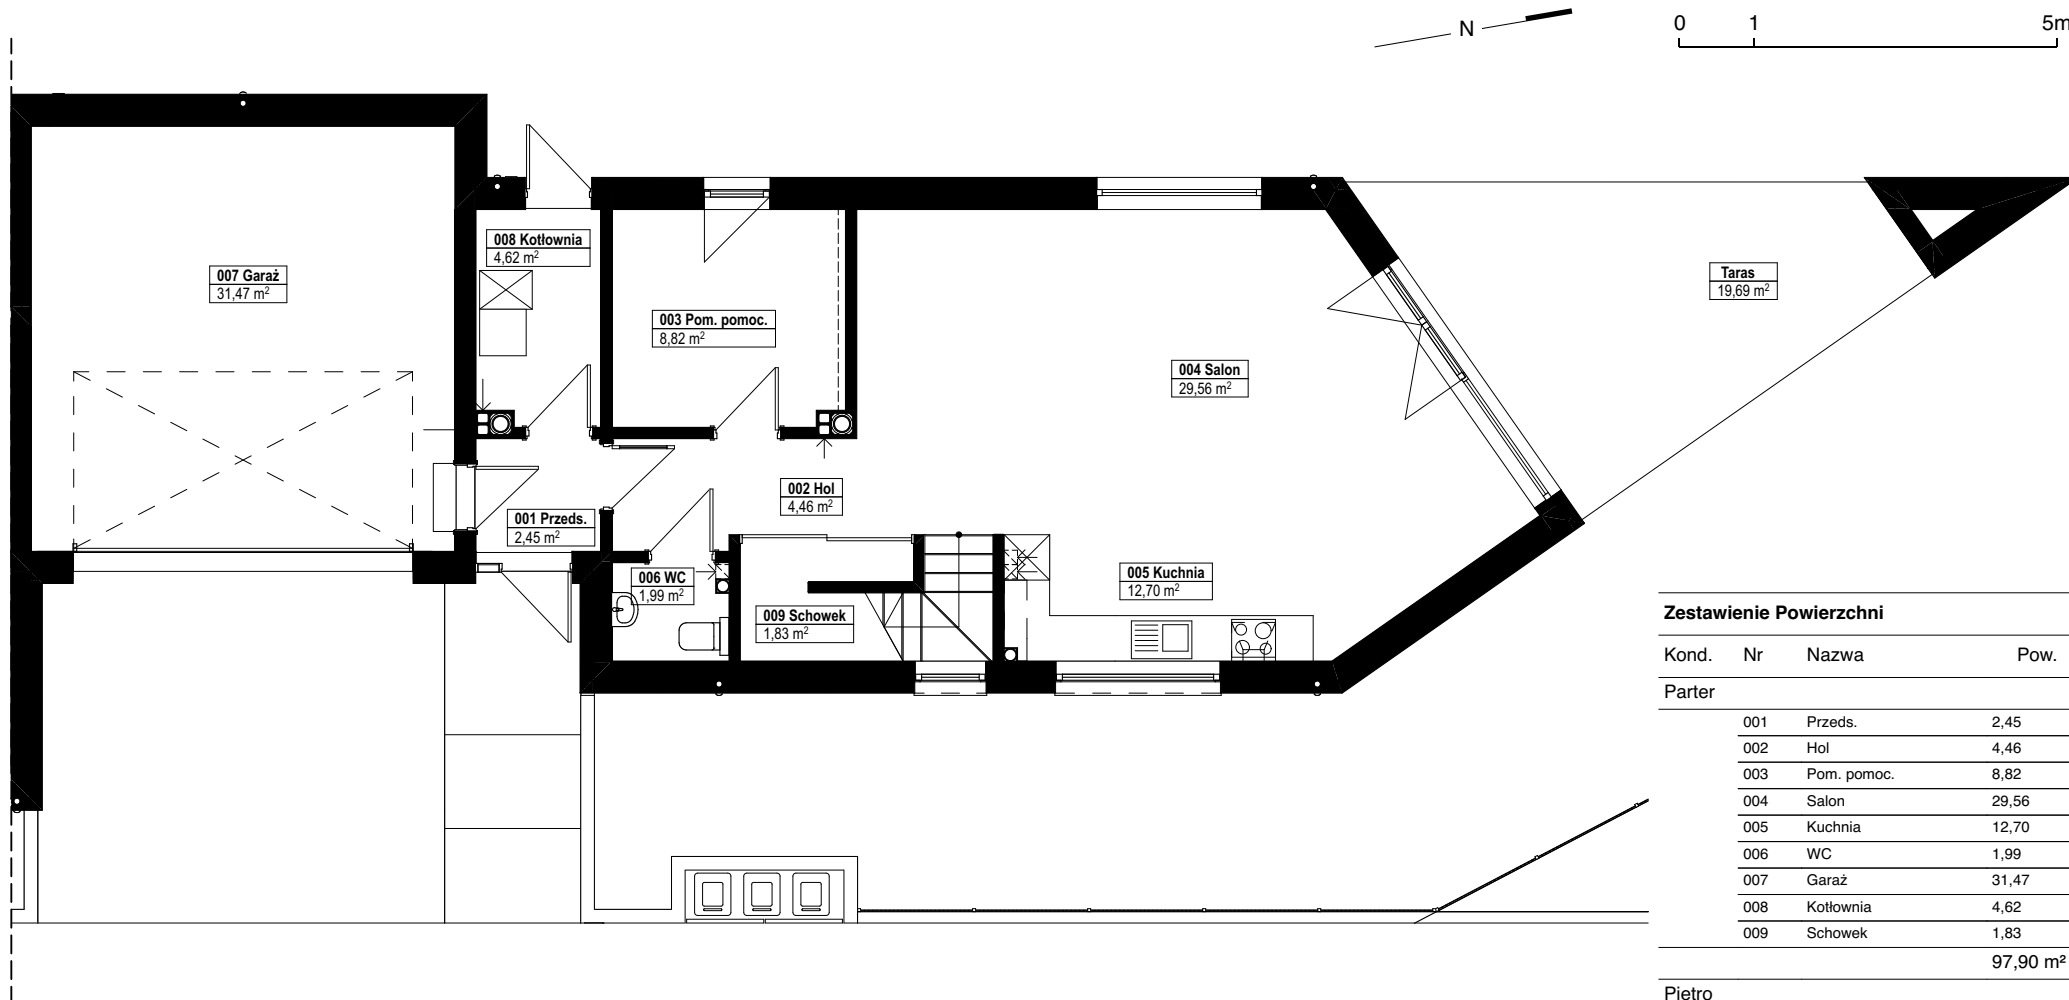 N
0 1 5m
008 Kotłownia
4,62 m²
007 Garaż
31,47 m²
Taras
19,69 m²
003 Pom. pomoc.
8,82 m²
004 Salon
29,56 m²
002 Hol
4,46 m²
001 Przeds.
2,45 m²
006 WC
1,99 m²
005 Kuchnia
12,70 m²
009 Schowek
1,83 m²
Zestawienie Powierzchni
Kond. Nr Nazwa Pow.
Parter
001 Przeds. 2,45
002 Hol 4,46
003 Pom. pomoc. 8,82
004 Salon 29,56
005 Kuchnia 12,70
006 WC 1,99
007 Garaż 31,47
008 Kotłownia 4,62
009 Schowek 1,83
97,90 m²
Piętro